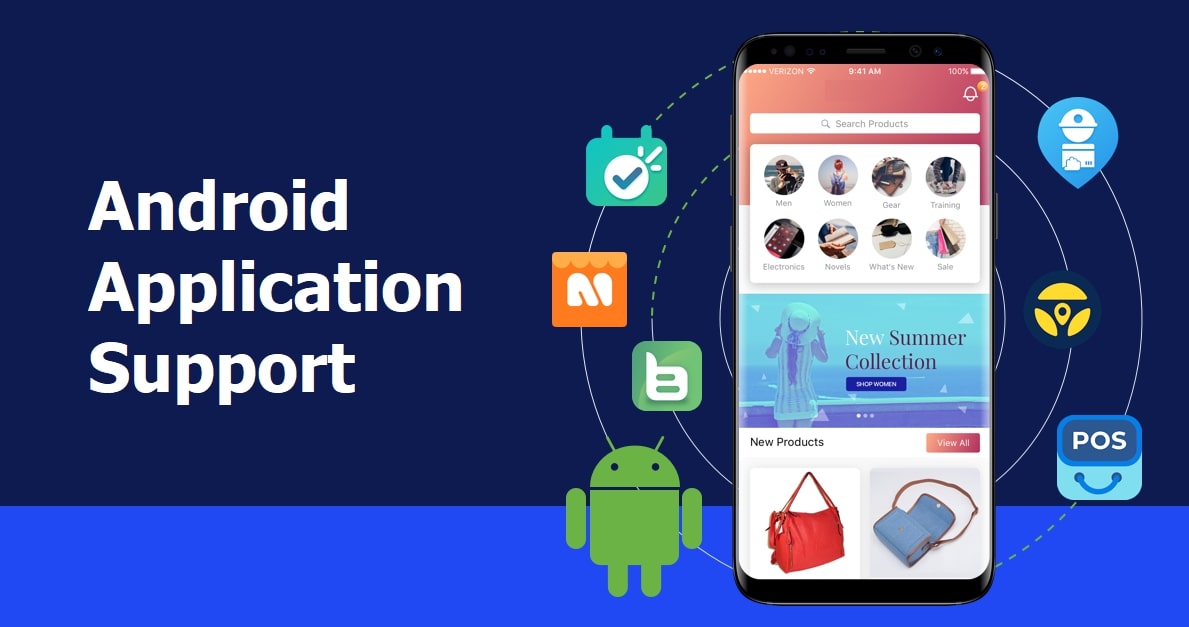 Android
Application
Support
VERIZON
9:41 AM
100%
Search Products
Men
Women
Gear
Training
Electronics
Novels
What's New
Sale
New Summer
Collection
SHOP WOMEN
New Products
View All
POS